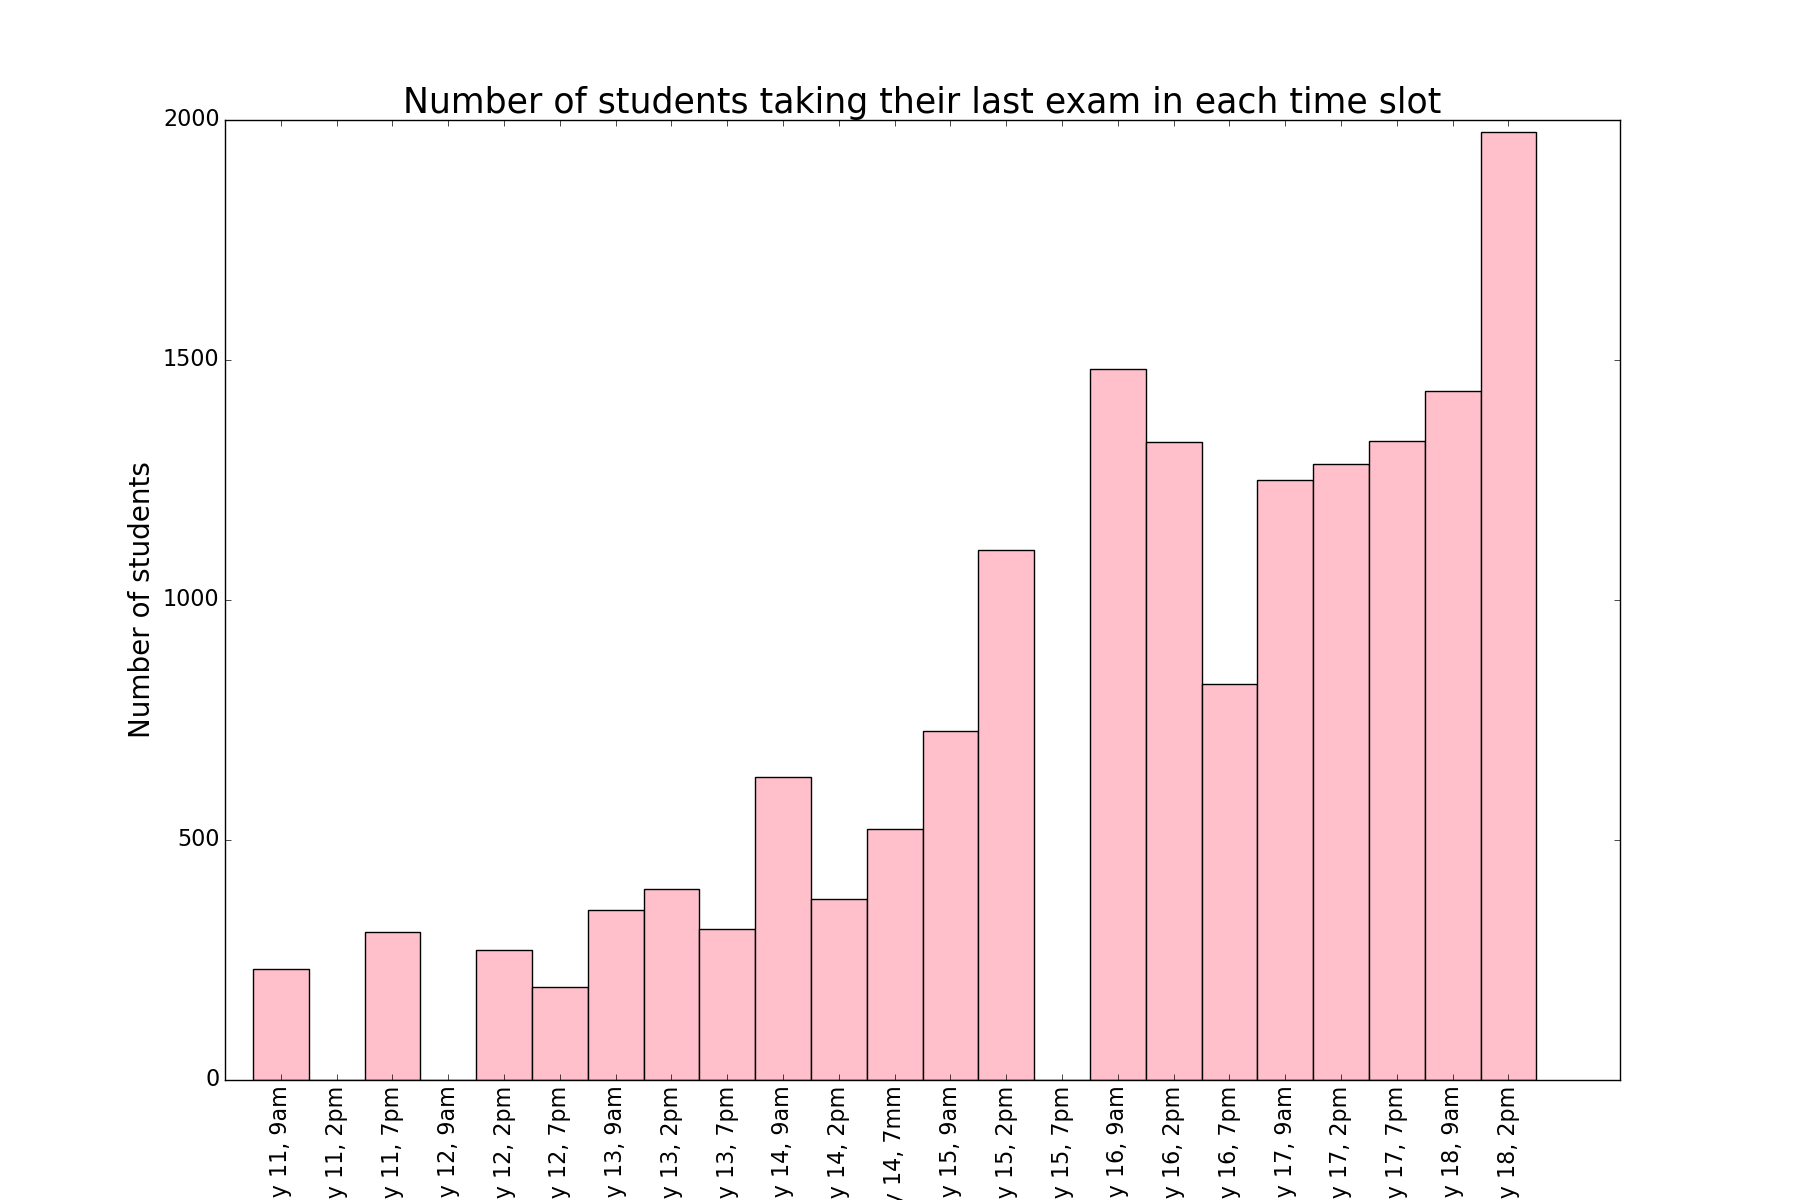 Number of students taking their last exam in each time slot
Number of students
2000
1500
1000
500
0
y 11, 9am
y 11, 2pm
y 11, 7pm
y 12, 9am
y 12, 2pm
y 12, 7pm
y 13, 9am
y 13, 2pm
y 13, 7pm
y 14, 9am
y 14, 2pm
y 14, 7mm
y 15, 9am
y 15, 2pm
y 15, 7pm
y 16, 9am
y 16, 2pm
y 16, 7pm
y 17, 9am
y 17, 2pm
y 17, 7pm
y 18, 9am
y 18, 2pm